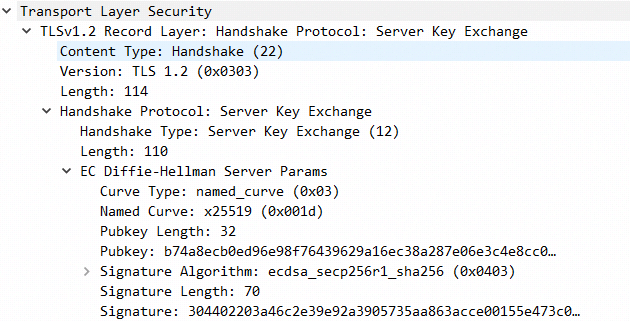 Transport Layer Security
TLSv1.2 Record Layer: Handshake Protocol: Server Key Exchange
Content Type: Handshake (22)
Version: TLS 1.2 (0x0303)
Length: 114
Handshake Protocol: Server Key Exchange
Handshake Type: Server Key Exchange (12)
Length: 110
EC Diffie-Hellman Server Params
Curve Type: named_curve (0x03)
Named Curve: x25519 (0x001d)
Pubkey Length: 32
Pubkey: b74a8ecb0ed96e98f76439629a16ec38a287e06e3c4e8cc0…
Signature Algorithm: ecdsa_secp256r1_sha256 (0x0403)
Signature Length: 70
Signature: 304402203a46c2e39e92a3905735aa863acce00155e473c0…